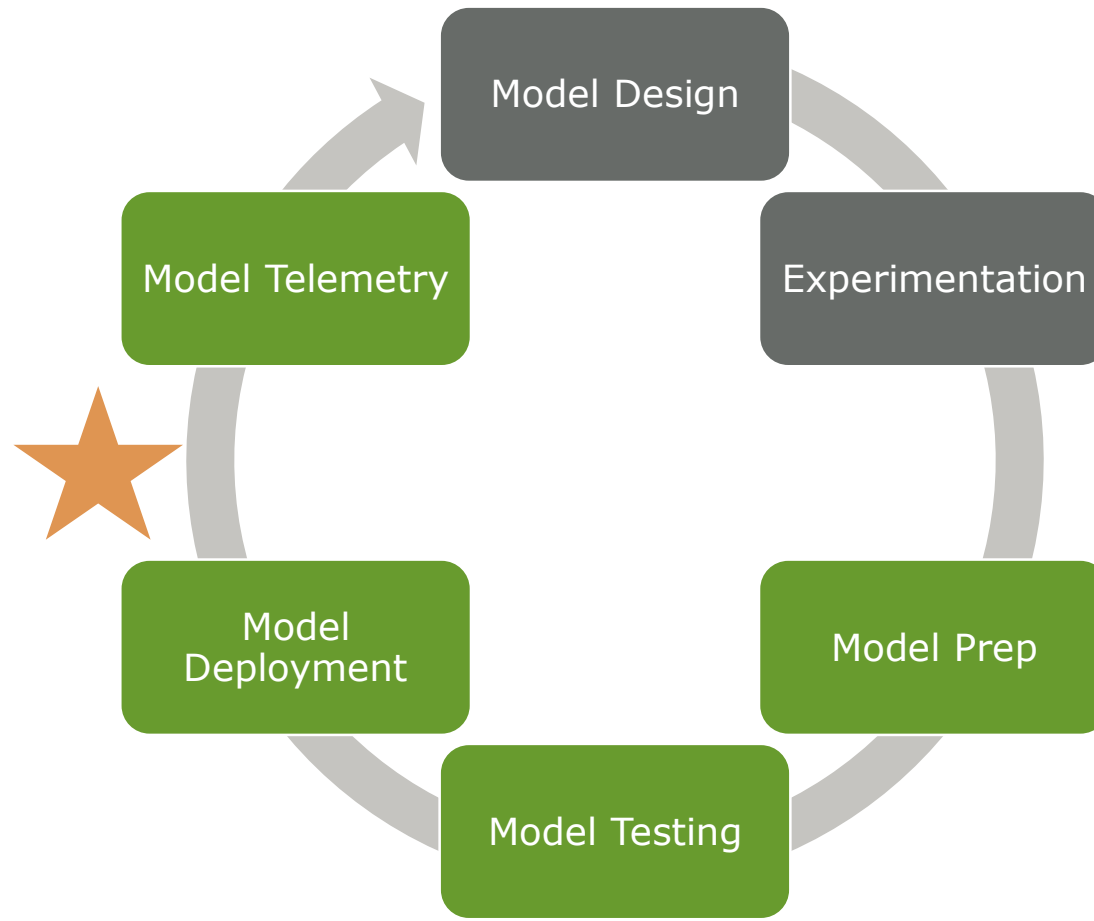 Model Design
Experimentation
Model Prep
Model Testing
Model
Deployment
Model Telemetry